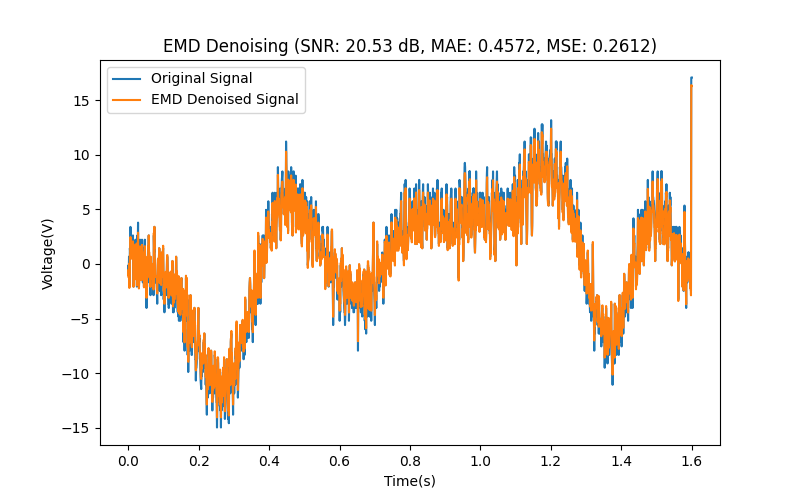 EMD Denoising (SNR: 20.53 dB, MAE: 0.4572, MSE: 0.2612)
Original Signal
EMD Denoised Signal
Voltage(V)
15
10
5
0
−5
−10
−15
0.0 0.2 0.4 0.6 0.8 1.0 1.2 1.4 1.6
Time(s)